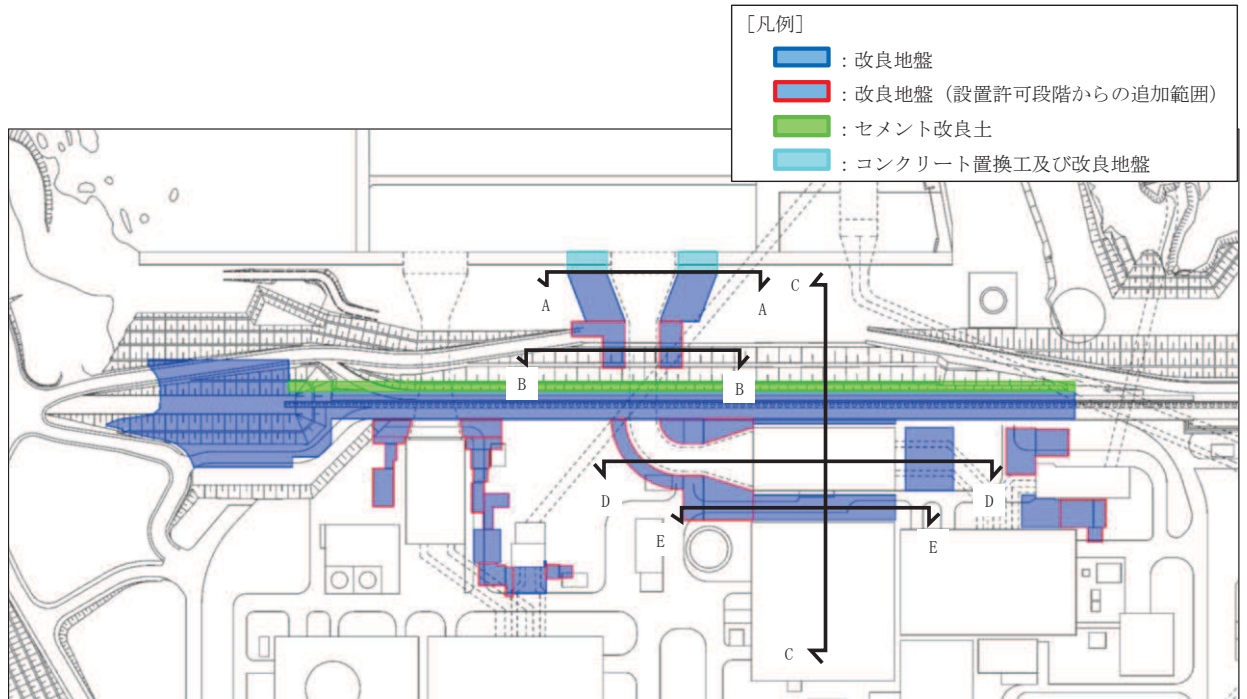 [凡例]
：改良地盤
：改良地盤（設置許可段階からの追加範囲）
：セメント改良土
：コンクリート置換工及び改良地盤
A
A
C
B
B
D
D
E
E
C